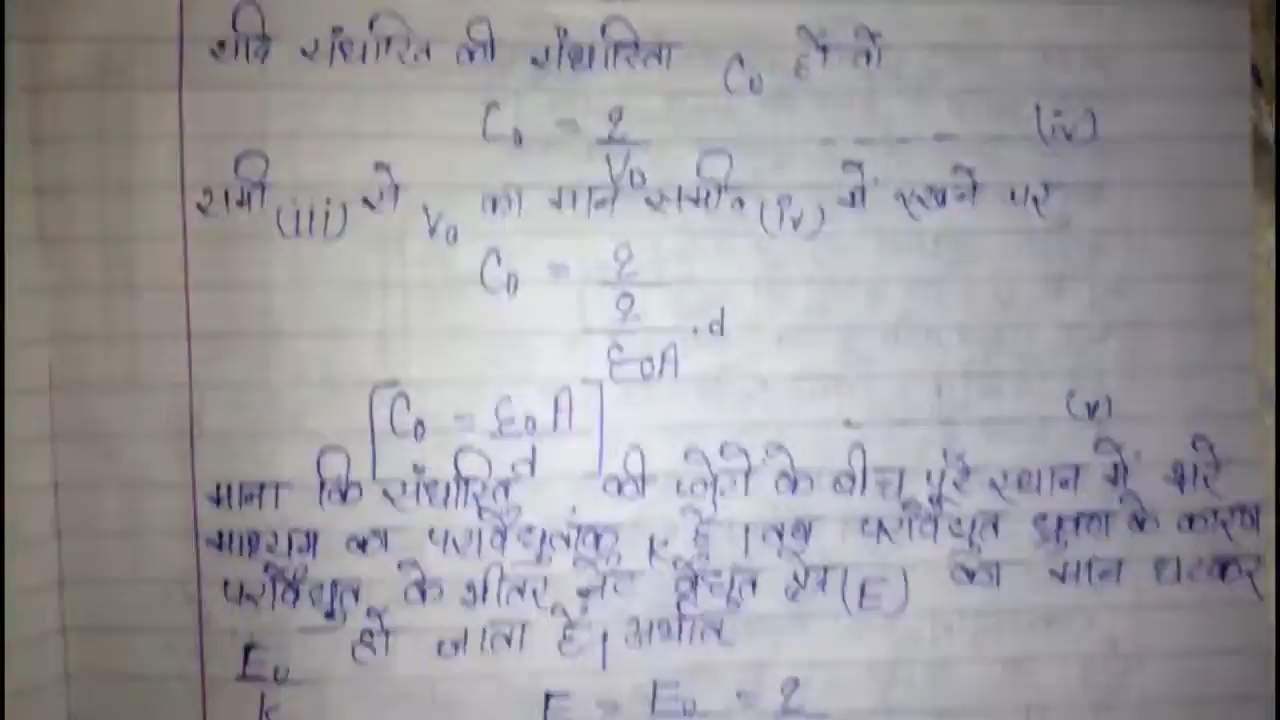 यदि संधारित्र की संधारिता C₀ हो तो
C₀ = q/V₀ ---- (iv)
समी (iii) से V₀ का मान समी० (iv) में रखने पर
C₀ = q / (q/ε₀A . d)
[C₀ = ε₀A/d] (v)
माना कि संधारित्र की प्लेटों के बीच पूरे स्थान में भरे
माध्यम का परावैद्युतांक K है। तब परावैद्युत ध्रुवण के कारण
परावैद्युत के भीतर नेट वैद्युत क्षेत्र (E) का मान घटकर
E₀/K हो जाता है, अर्थात
E = E₀ = q